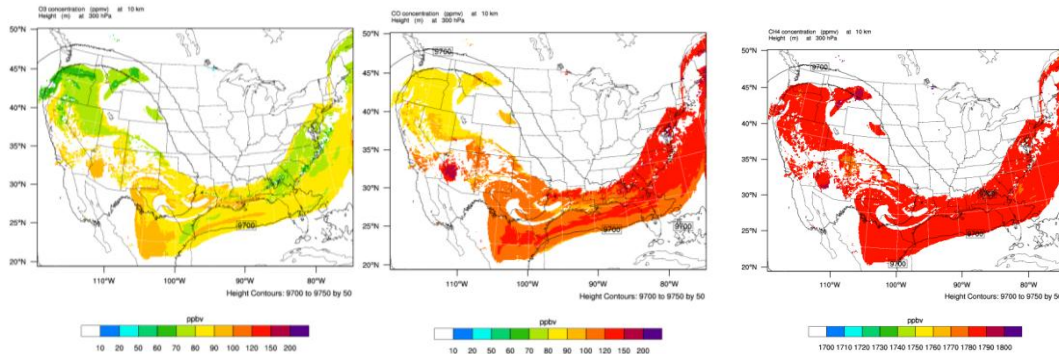 O3 concentration (ppmv) at 10 km
Height (m) at 300 hPa
50°N
45°N
40°N
35°N
30°N
25°N
20°N
9700
110°W 100°W 90°W 80°W
Height Contours: 9700 to 9750 by 50
ppbv
10 20 50 60 70 80 90 100 120 150 200
CO concentration (ppmv) at 10 km
Height (m) at 300 hPa
9700
50°N
45°N
40°N
35°N
30°N
25°N
20°N
9700
9700
110°W 100°W 90°W 80°W
Height Contours: 9700 to 9750 by 50
ppbv
10 20 50 60 70 80 90 100 120 150 200
CH4 concentration (ppmv) at 10 km
Height (m) at 300 hPa
9700
50°N
45°N
40°N
35°N
30°N
25°N
20°N
9700
9700
110°W 100°W 90°W 80°W
Height Contours: 9700 to 9750 by 50
ppbv
1700 1710 1720 1730 1740 1750 1760 1770 1780 1790 1800